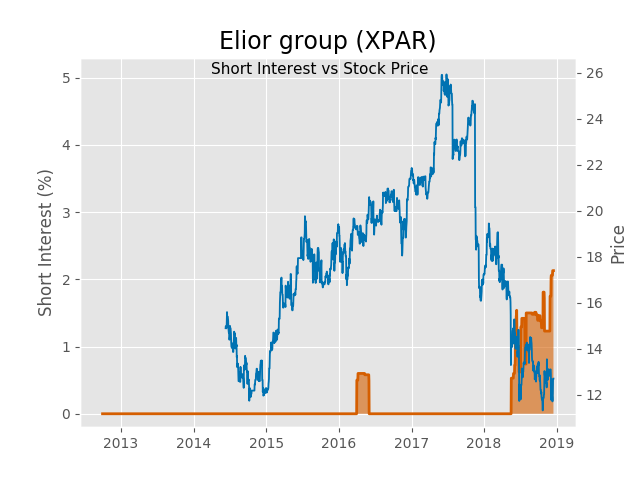 Elior group (XPAR)
Short Interest vs Stock Price
Short Interest (%)
5
4
3
2
1
0
26
24
22
20
18
16
14
12
Price
2013 2014 2015 2016 2017 2018 2019